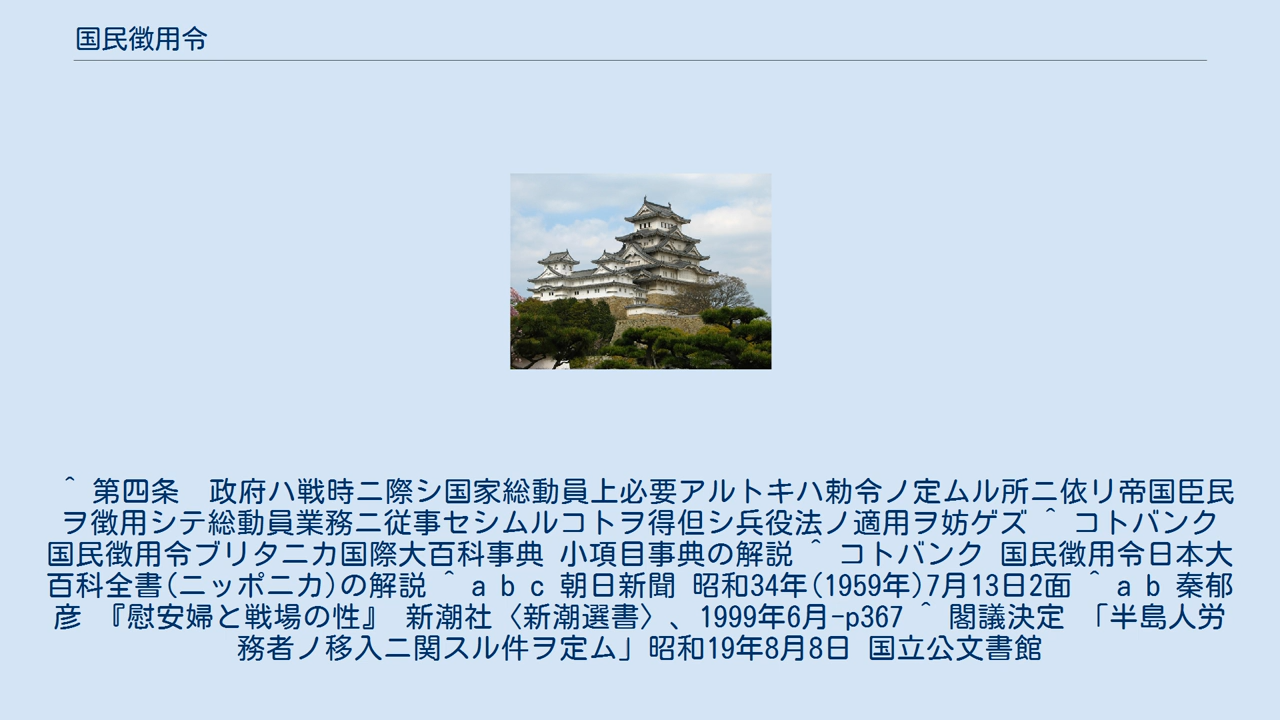 国民徴用令
^ 第四条　政府ハ戦時ニ際シ国家総動員上必要アルトキハ勅令ノ定ムル所ニ依リ帝国臣民
ヲ徴用シテ総動員業務ニ従事セシムルコトヲ得但シ兵役法ノ適用ヲ妨ゲズ ^ コトバンク
国民徴用令ブリタニカ国際大百科事典 小項目事典の解説 ^ コトバンク 国民徴用令日本大
百科全書(ニッポニカ)の解説 ^ a b c 朝日新聞 昭和34年(1959年)7月13日2面 ^ a b 秦郁
彦 『慰安婦と戦場の性』 新潮社〈新潮選書〉、1999年6月-p367 ^ 閣議決定 「半島人労
務者ノ移入ニ関スル件ヲ定ム」昭和19年8月8日 国立公文書館